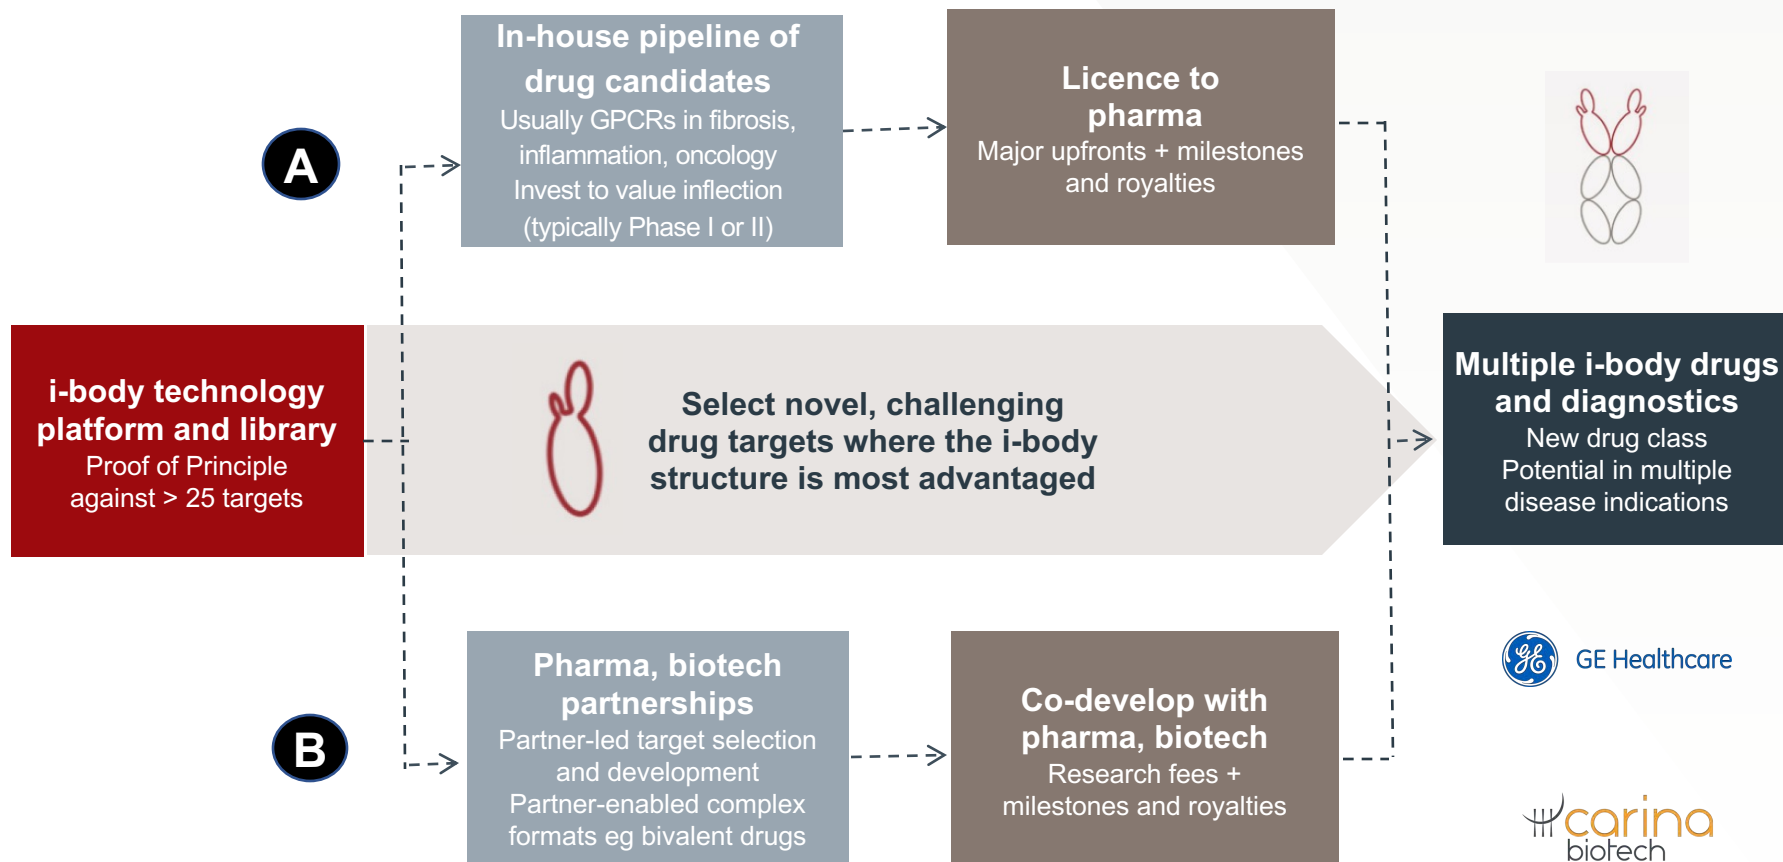 A
In-house pipeline of
drug candidates
Usually GPCRs in fibrosis,
inflammation, oncology
Invest to value inflection
(typically Phase I or II)
Licence to
pharma
Major upfronts + milestones
and royalties
i-body technology
platform and library
Proof of Principle
against > 25 targets
Select novel, challenging
drug targets where the i-body
structure is most advantaged
Multiple i-body drugs
and diagnostics
New drug class
Potential in multiple
disease indications
B
Pharma, biotech
partnerships
Partner-led target selection
and development
Partner-enabled complex
formats eg bivalent drugs
Co-develop with
pharma, biotech
Research fees +
milestones and royalties
GE GE Healthcare
carina
biotech